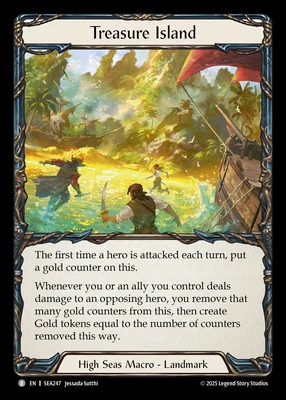 Treasure Island
The first time a hero is attacked each turn, put
a gold counter on this.
Whenever you or an ally you control deals
damage to an opposing hero, you remove that
many gold counters from this, then create
Gold tokens equal to the number of counters
removed this way.
High Seas Macro - Landmark
EN | SEA247 Jessada Sutthi
© 2025 Legend Story Studios